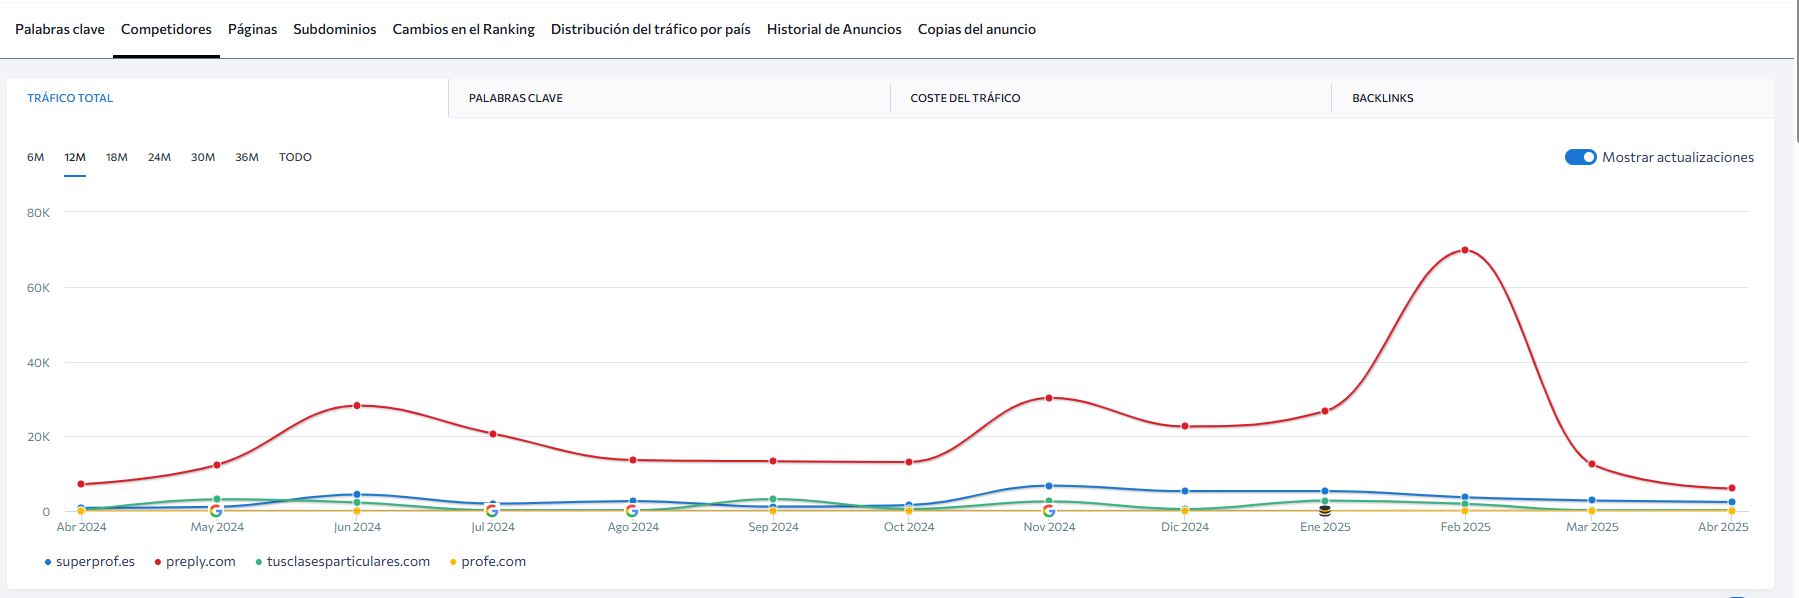 Palabras clave Competidores Páginas Subdominios Cambios en el Ranking Distribución del tráfico por país Historial de Anuncios Copias del anuncio
TRÁFICO TOTAL PALABRAS CLAVE COSTE DEL TRÁFICO BACKLINKS
6M 12M 18M 24M 30M 36M TODO Mostrar actualizaciones
80K
60K
40K
20K
0
Abr 2024 May 2024 Jun 2024 Jul 2024 Ago 2024 Sep 2024 Oct 2024 Nov 2024 Dic 2024 Ene 2025 Feb 2025 Mar 2025 Abr 2025
superprof.es preply.com tusclasesparticulares.com profe.com